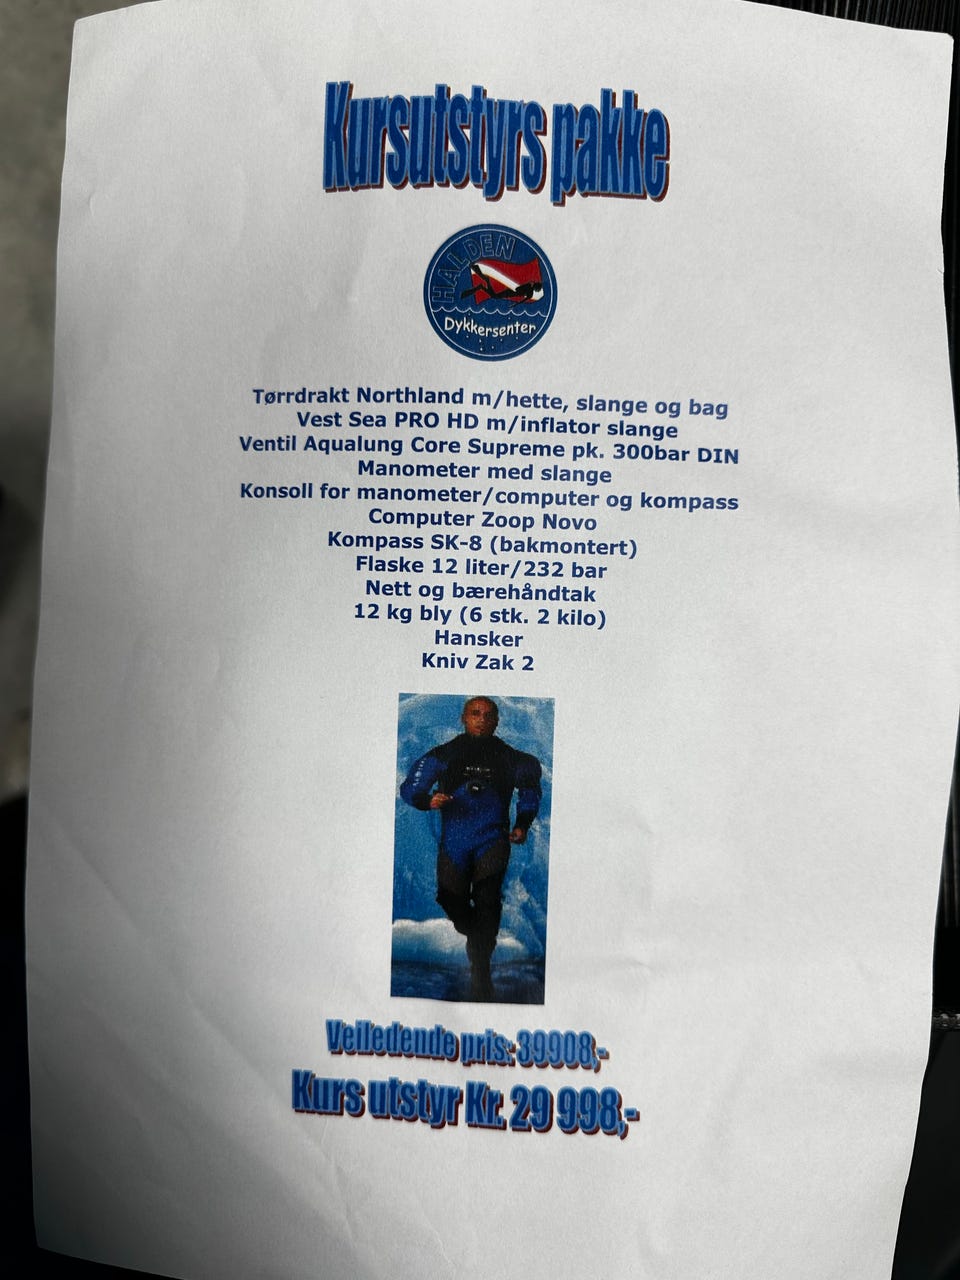 Kursutstyrs pakke
HALDEN
Dykkersenter
Tørrdrakt Northland m/hette, slange og bag
Vest Sea PRO HD m/inflator slange
Ventil Aqualung Core Supreme pk. 300bar DIN
Manometer med slange
Konsoll for manometer/computer og kompass
Computer Zoop Novo
Kompass SK-8 (bakmontert)
Flaske 12 liter/232 bar
Nett og bærehåndtak
12 kg bly (6 stk. 2 kilo)
Hansker
Kniv Zak 2
Veiledende pris: 39908,-
Kurs utstyr Kr. 29 998,-